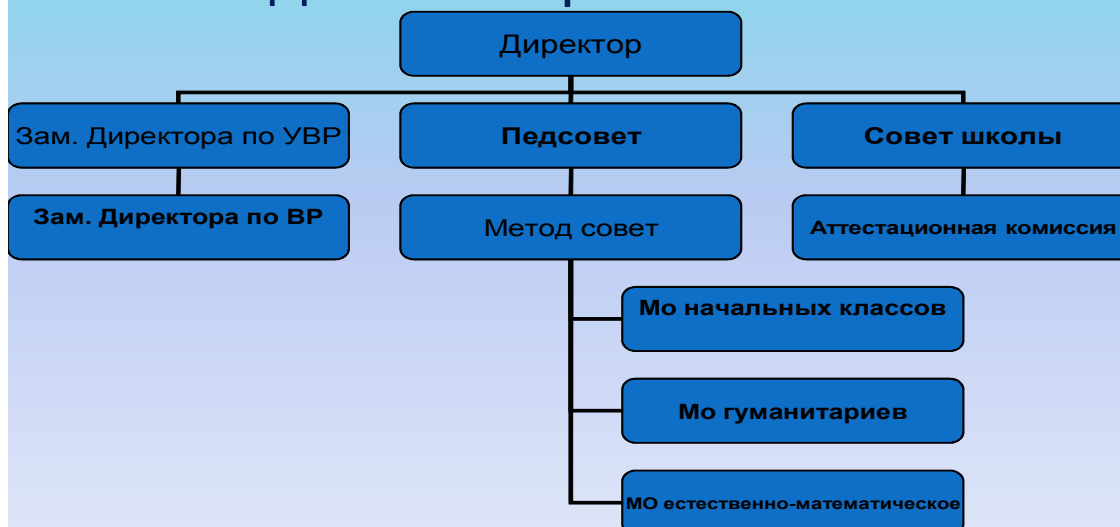 Директор
Зам. Директора по УВР
Педсовет
Совет школы
Зам. Директора по ВР
Метод совет
Аттестационная комиссия
Мо начальных классов
Мо гуманитариев
МО естественно-математическое